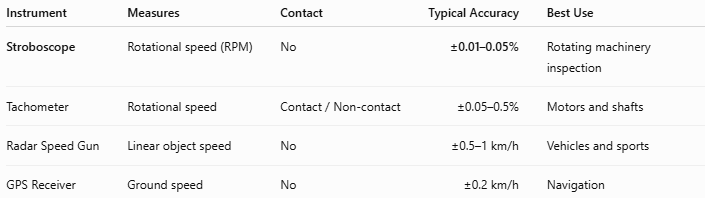 Instrument Measures Contact Typical Accuracy Best Use
Stroboscope Rotational speed (RPM) No ±0.01–0.05% Rotating machinery
inspection
Tachometer Rotational speed Contact / Non-contact ±0.05–0.5% Motors and shafts
Radar Speed Gun Linear object speed No ±0.5–1 km/h Vehicles and sports
GPS Receiver Ground speed No ±0.2 km/h Navigation